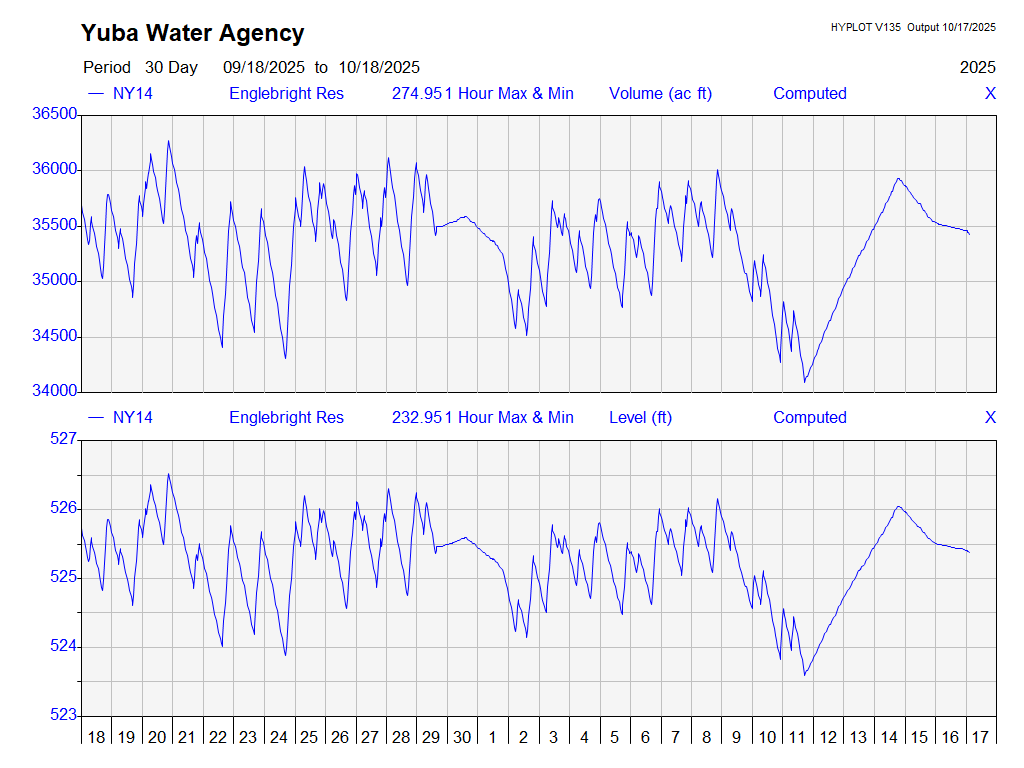 Yuba Water Agency
HYPLOT V135 Output 10/17/2025
Period 30 Day 09/18/2025 to 10/18/2025
2025
NY14 Englebright Res 274.951 Hour Max & Min Volume (ac ft) Computed X
36500
36000
35500
35000
34500
34000
NY14 Englebright Res 232.951 Hour Max & Min Level (ft) Computed X
527
526
525
524
523
18 19 20 21 22 23 24 25 26 27 28 29 30 1 2 3 4 5 6 7 8 9 10 11 12 13 14 15 16 17